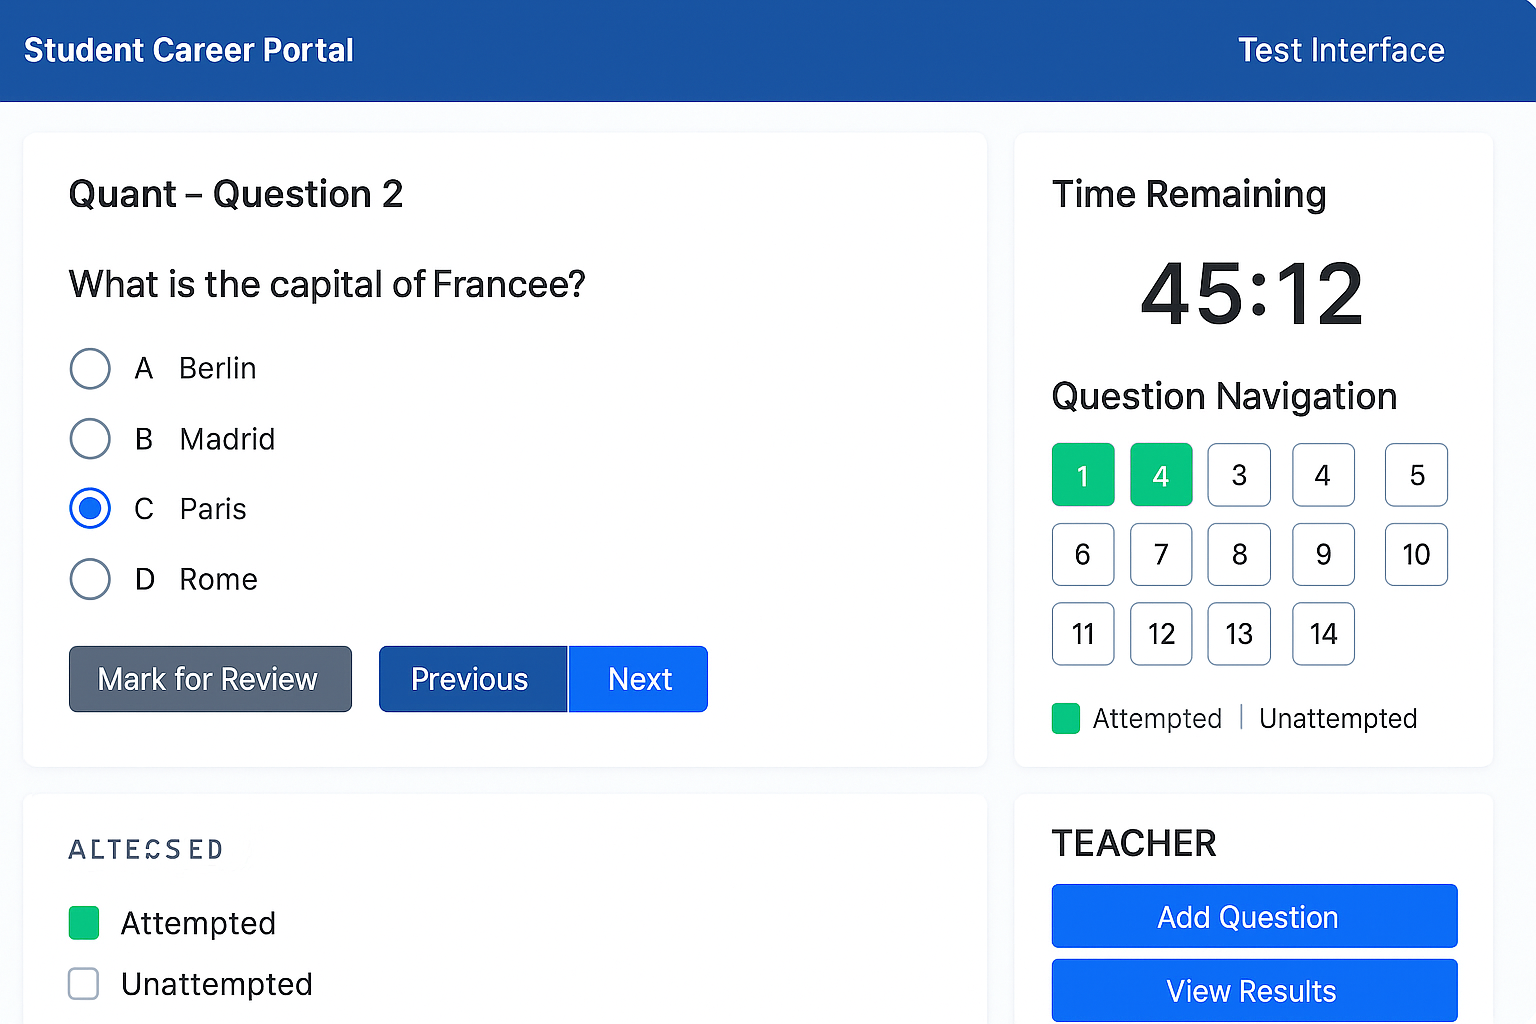 Student Career Portal
Test Interface
Quant – Question 2
What is the capital of Francee?
A Berlin
B Madrid
C Paris
D Rome
Mark for Review
Previous
Next
Time Remaining
45:12
Question Navigation
1 4 3 4 5
6 7 8 9 10
11 12 13 14
Attempted | Unattempted
Attempted
Unattempted
TEACHER
Add Question
View Results